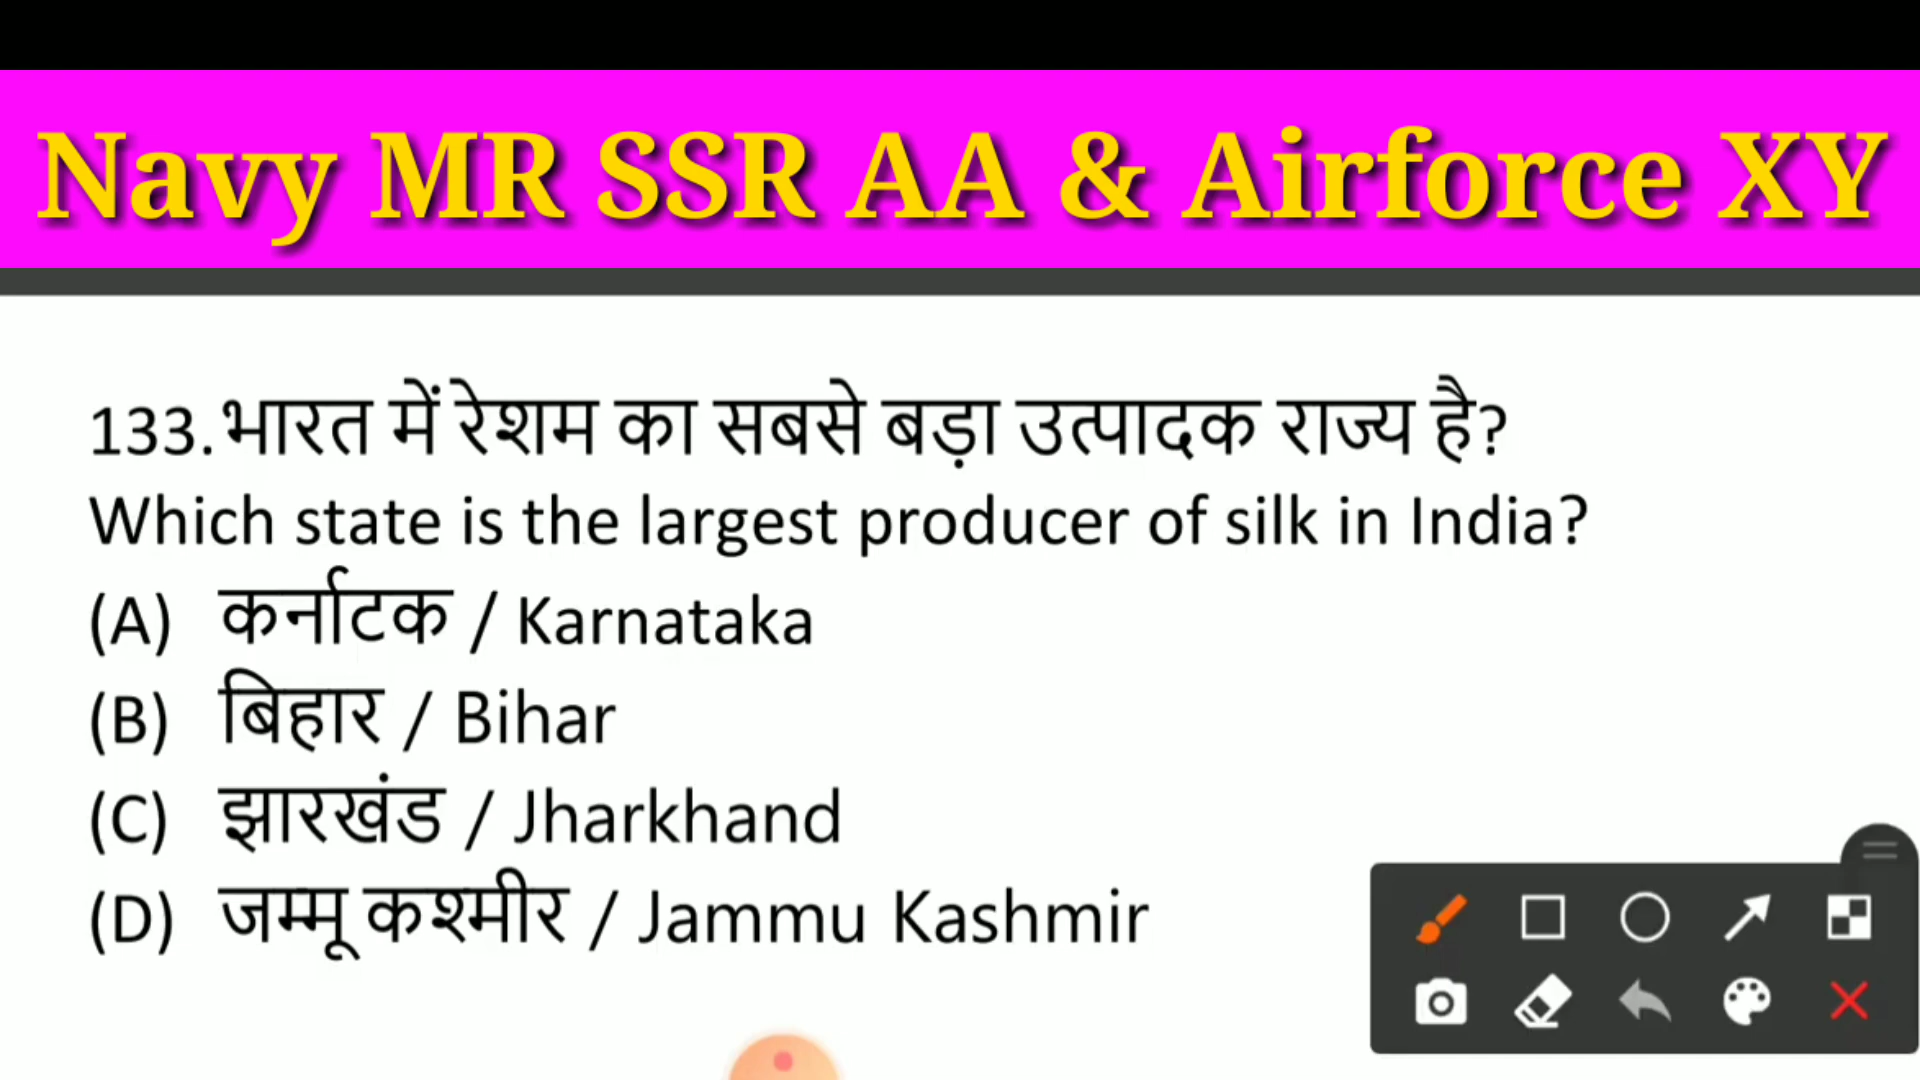 Navy MR SSR AA & Airforce XY
133.भारत में रेशम का सबसे बड़ा उत्पादक राज्य है?
Which state is the largest producer of silk in India?
(A) कर्नाटक / Karnataka
(B) बिहार / Bihar
(C) झारखंड / Jharkhand
(D) जम्मू कश्मीर / Jammu Kashmir